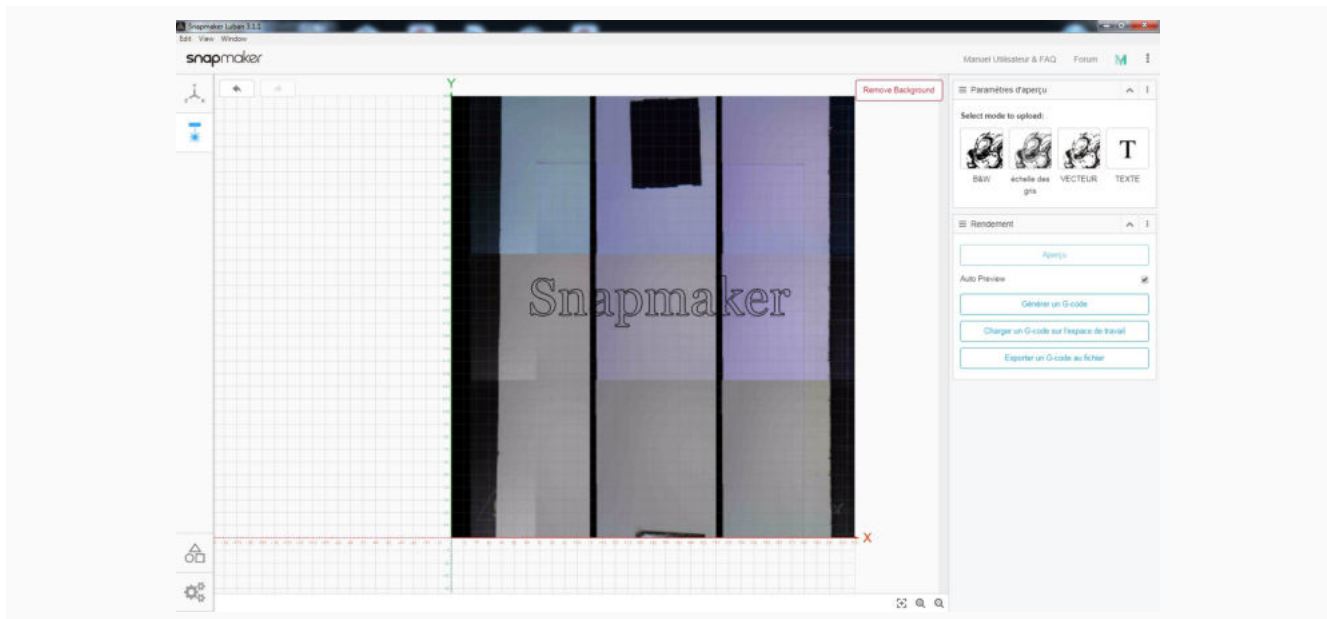 Snapmaker Luban 3.1.1
Edit View Window
snapmaker
Manuel Utilisateur & FAQ Forum
Y
Remove Background
Paramètres d'aperçu
Select mode to upload:
T
B&W échelle des gris VECTEUR TEXTE
Rendement
Aperçu
Auto Preview
Générer un G-code
Charger un G-code sur l'espace de travail
Exporter un G-code au fichier
Snapmaker
X